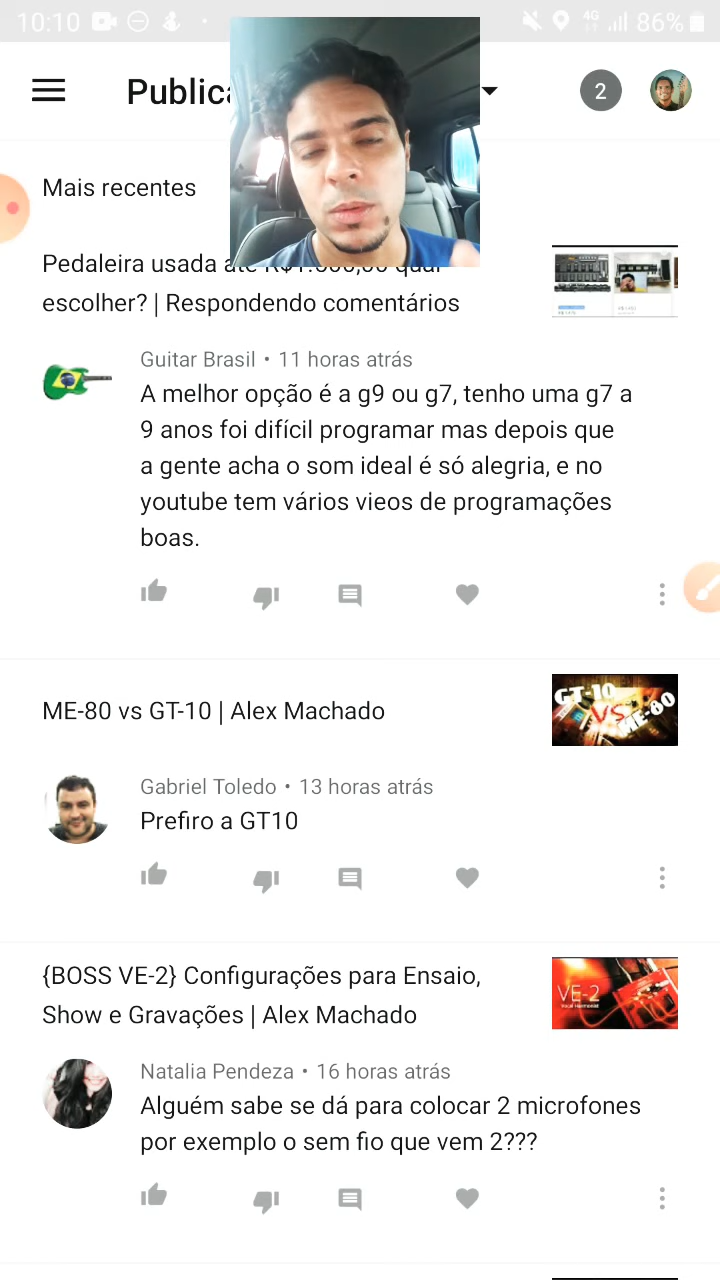 10:10
4G
86%
2
Mais recentes
Pedaleira usada
escolher? | Respondendo comentários
Guitar Brasil • 11 horas atrás
A melhor opção é a g9 ou g7, tenho uma g7 a
9 anos foi difícil programar mas depois que
a gente acha o som ideal é só alegria, e no
youtube tem vários vieos de programações
boas.
ME-80 vs GT-10 | Alex Machado
GT-10
VS
ME-80
Gabriel Toledo • 13 horas atrás
Prefiro a GT10
{BOSS VE-2} Configurações para Ensaio,
Show e Gravações | Alex Machado
VE-2
Vocal Harmonist
Natalia Pendeza • 16 horas atrás
Alguém sabe se dá para colocar 2 microfones
por exemplo o sem fio que vem 2???